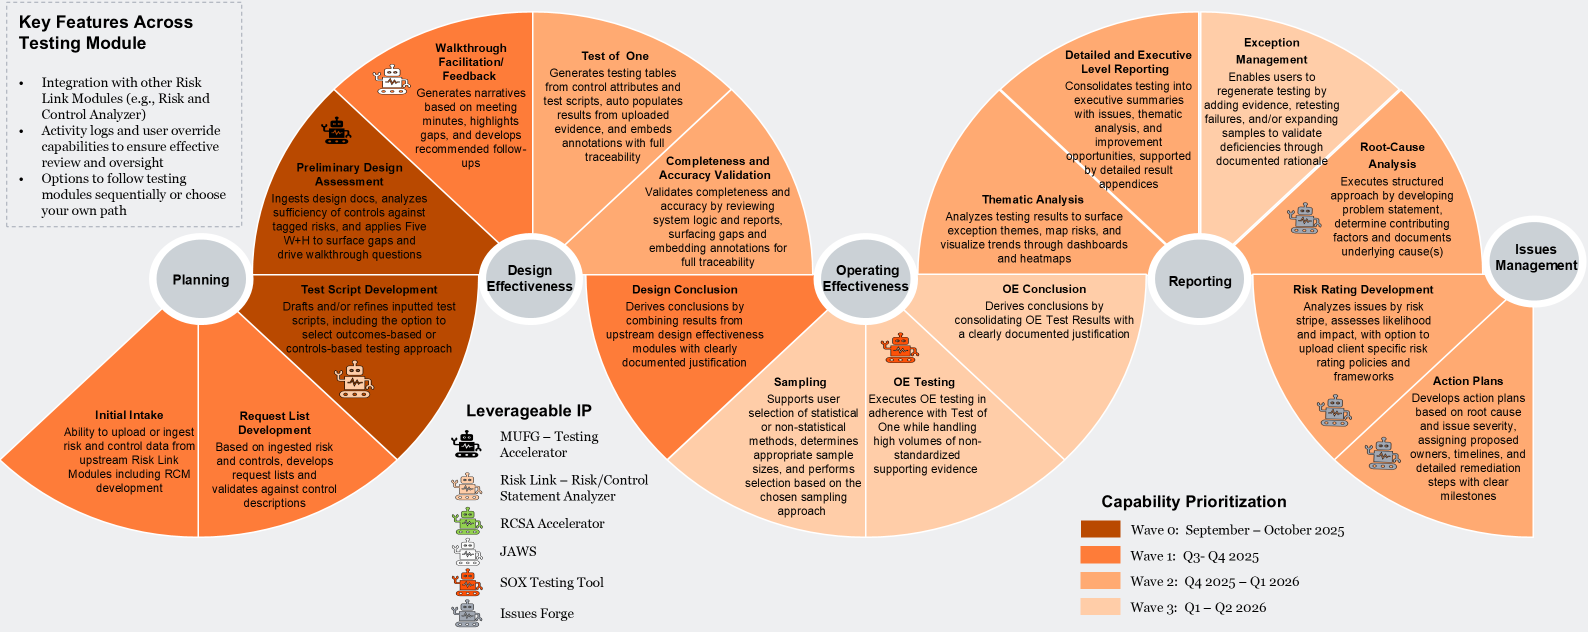 Key Features Across
Testing Module
• Integration with other Risk
Link Modules (e.g., Risk and
Control Analyzer)
• Activity logs and user override
capabilities to ensure effective
review and oversight
• Options to follow testing
modules sequentially or choose
your own path
Planning
Initial Intake
Ability to upload or ingest
risk and control data from
upstream Risk Link
Modules including RCM
development
Request List
Development
Based on ingested risk
and controls, develops
request lists and
validates against control
descriptions
Test Script Development
Drafts and/or refines inputted test
scripts, including the option to
select outcomes-based or
controls-based testing approach
Preliminary Design
Assessment
Ingests design docs, analyzes
sufficiency of controls against
tagged risks, and applies Five
W+H to surface gaps and
drive walkthrough questions
Walkthrough
Facilitation/
Feedback
Generates narratives
based on meeting
minutes, highlights
gaps, and develops
recommended follow-
ups
Test of One
Generates testing tables
from control attributes and
test scripts, auto populates
results from uploaded
evidence, and embeds
annotations with full
traceability
Completeness and
Accuracy Validation
Validates completeness and
accuracy by reviewing
system logic and reports,
surfacing gaps and
embedding annotations for
full traceability
Design
Effectiveness
Design Conclusion
Derives conclusions by
combining results from
upstream design effectiveness
modules with clearly
documented justification
Sampling
Supports user
selection of statistical
or non-statistical
methods, determines
appropriate sample
sizes, and performs
selection based on the
chosen sampling
approach
Operating
Effectiveness
OE Testing
Executes OE testing in
adherence with Test of
One while handling
high volumes of non-
standardized
supporting evidence
OE Conclusion
Derives conclusions by
consolidating OE Test Results with
a clearly documented justification
Thematic Analysis
Analyzes testing results to surface
exception themes, map risks, and
visualize trends through dashboards
and heatmaps
Detailed and Executive
Level Reporting
Consolidates testing into
executive summaries
with issues, thematic
analysis, and
improvement
opportunities, supported
by detailed result
appendices
Reporting
Exception
Management
Enables users to
regenerate testing by
adding evidence, retesting
failures, and/or expanding
samples to validate
deficiencies through
documented rationale
Root-Cause
Analysis
Executes structured
approach by developing
problem statement,
determine contributing
factors and documents
underlying cause(s)
Issues
Management
Risk Rating Development
Analyzes issues by risk
stripe, assesses likelihood
and impact, with option to
upload client specific risk
rating policies and
frameworks
Action Plans
Develops action plans
based on root cause
and issue severity,
assigning proposed
owners, timelines, and
detailed remediation
steps with clear
milestones
Leverageable IP
MUFG – Testing
Accelerator
Risk Link – Risk/Control
Statement Analyzer
RCSA Accelerator
JAWS
SOX Testing Tool
Issues Forge
Capability Prioritization
Wave 0: September – October 2025
Wave 1: Q3- Q4 2025
Wave 2: Q4 2025 – Q1 2026
Wave 3: Q1 – Q2 2026